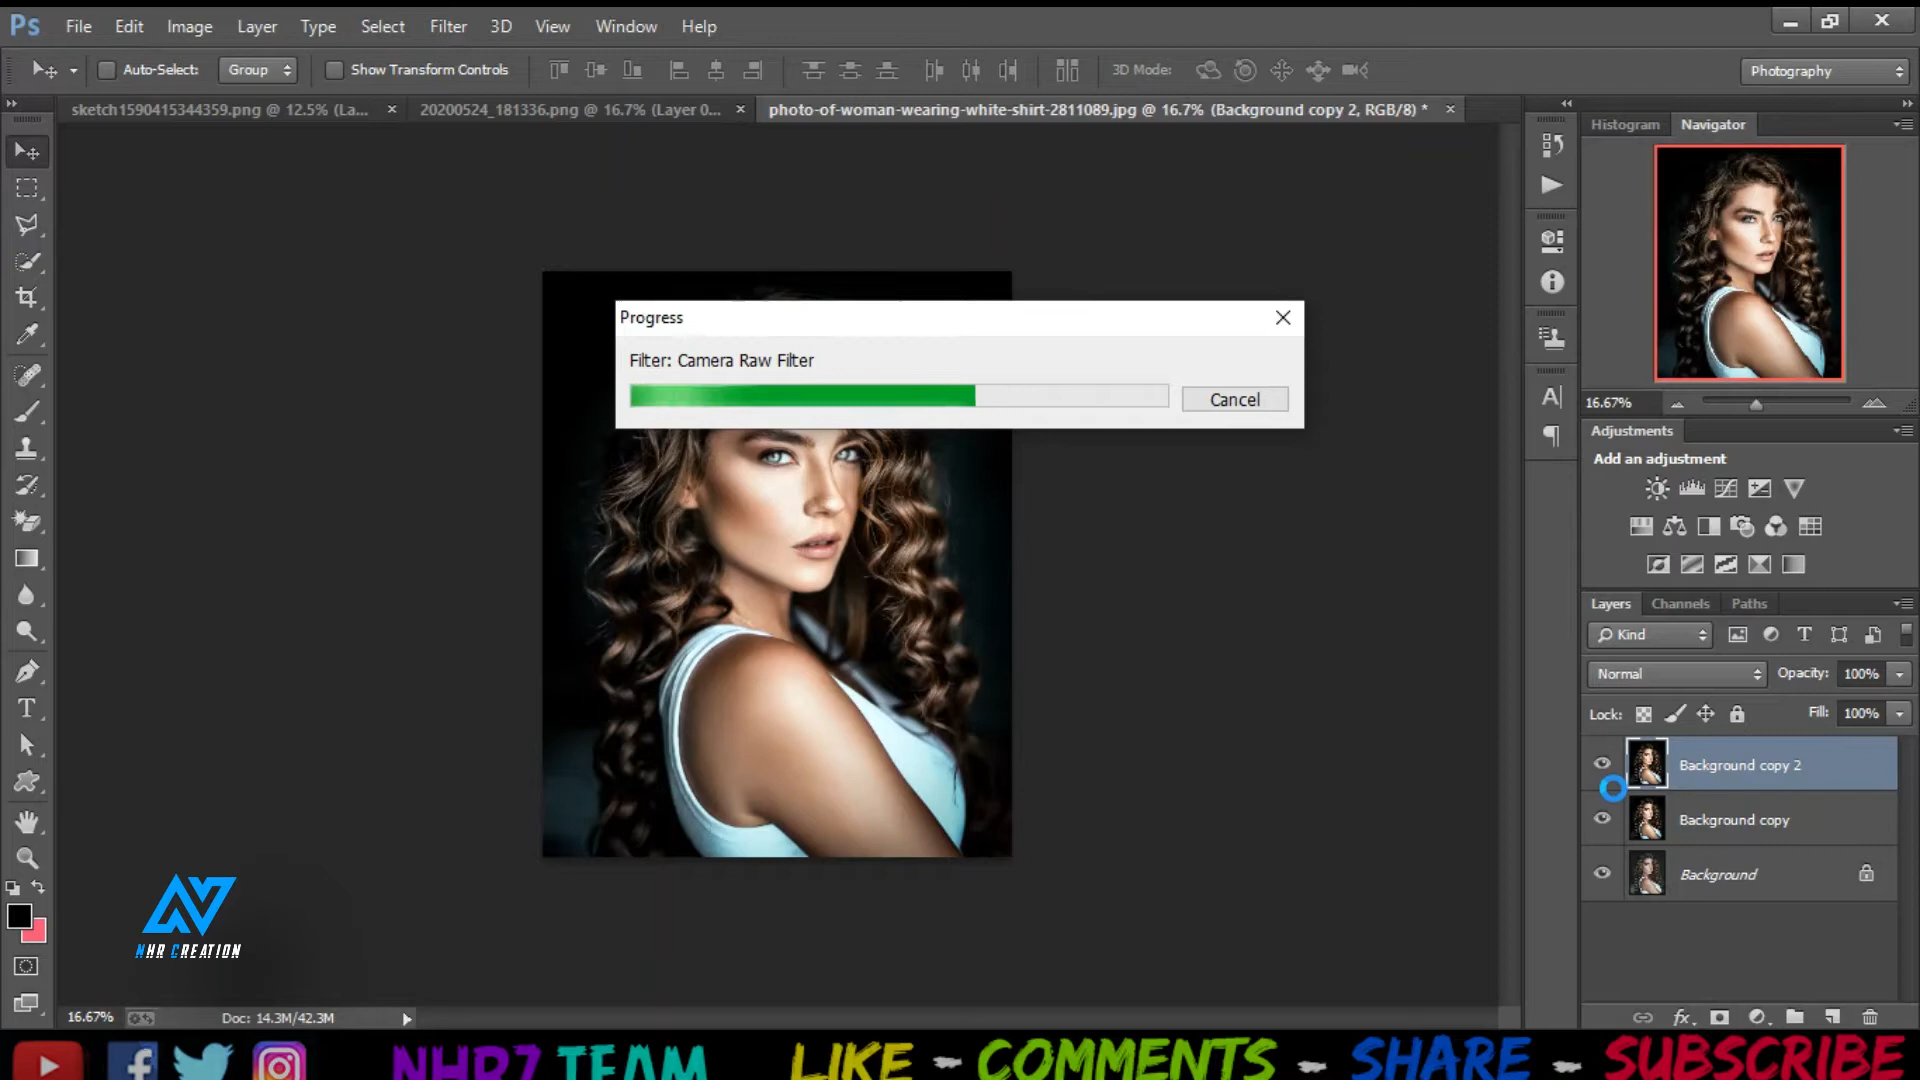 Ps File Edit Image Layer Type Select Filter 3D View Window Help
Auto-Select: Group Show Transform Controls 3D Mode: Photography
sketch1590415344359.png @ 12.5% (La... × 20200524_181336.png @ 16.7% (Layer 0... × photo-of-woman-wearing-white-shirt-2811089.jpg @ 16.7% (Background copy 2, RGB/8) * ×
Histogram Navigator
Progress
Filter: Camera Raw Filter
Cancel
16.67%
Adjustments
Add an adjustment
Layers Channels Paths
Kind
Normal Opacity: 100%
Lock: Fill: 100%
Background copy 2
Background copy
Background
NHR CREATION
16.67% Doc: 14.3M/42.3M
NHR7 TEAM LIKE - COMMENTS - SHARE - SUBSCRIBE